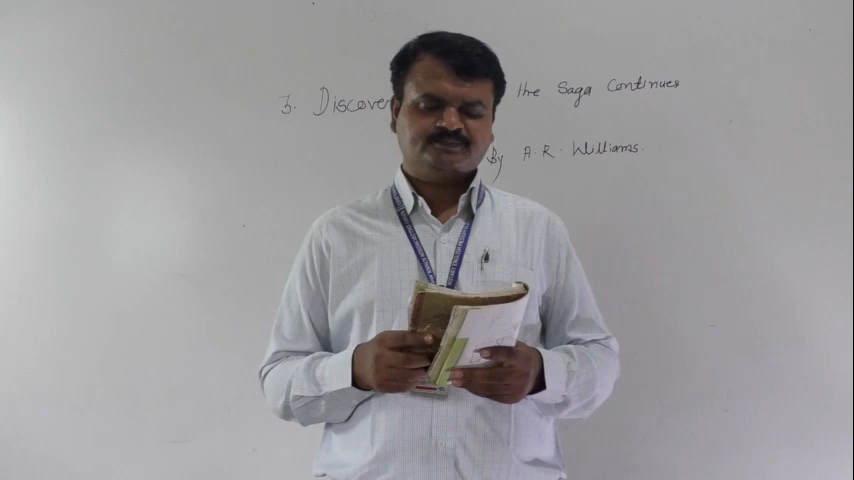 3. Discover the Saga Continues
By A. R. Williams.